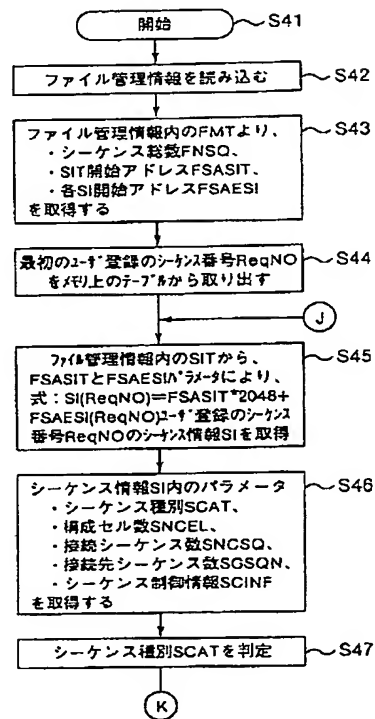 開始
S41
ファイル管理情報を読み込む
S42
ファイル管理情報内のFMTより、
・シーケンス総数FNSQ、
・SIT開始アドレスFSASIT、
・各SI開始アドレスFSAESI
を取得する
S43
最初のユーザ登録のシーケンス番号ReqNO
をメモリ上のテーブルから取り出す
S44
J
ファイル管理情報内のSITから、
FSASITとFSAESIパラメータにより、
式：SI(ReqNO)=FSASIT*2048+
FSAESI(ReqNO)ユーザ登録のシーケンス
番号ReqNOのシーケンス情報SIを取得
S45
シーケンス情報SI内のパラメータ
・シーケンス種別SCAT、
・構成セル数SNCEL、
・接続シーケンス数SNCSQ、
・接続先シーケンス数SGSQN、
・シーケンス制御情報SCINF
を取得する
S46
シーケンス種別SCATを判定
S47
K